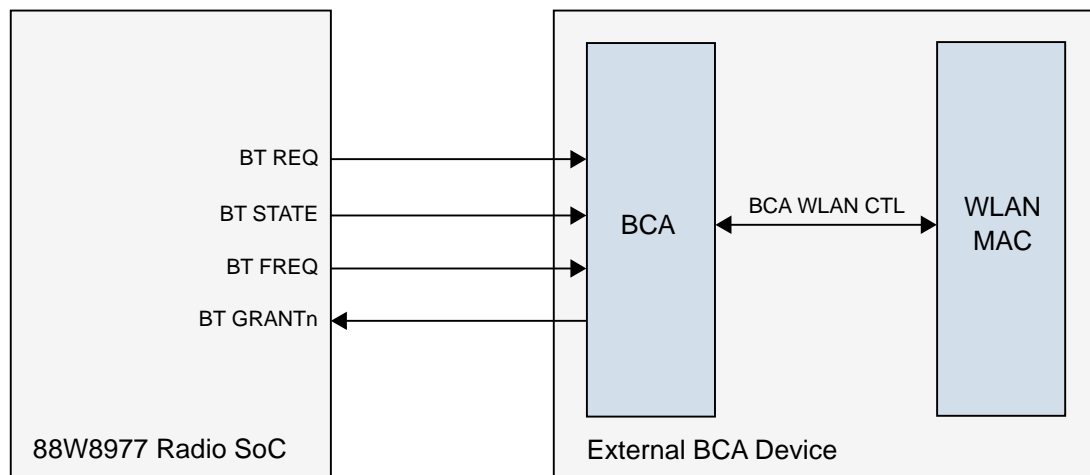 BT REQ
BT STATE
BT FREQ
BT GRANTn
88W8977 Radio SoC
BCA
BCA WLAN CTL
WLAN
MAC
External BCA Device